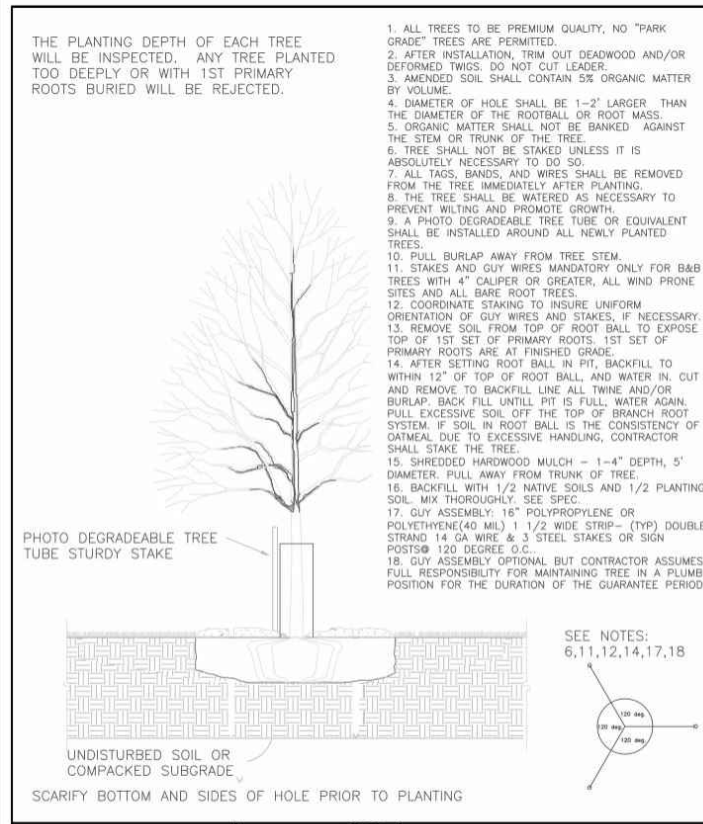 THE PLANTING DEPTH OF EACH TREE
WILL BE INSPECTED. ANY TREE PLANTED
TOO DEEPLY OR WITH 1ST PRIMARY
ROOTS BURIED WILL BE REJECTED.
1. ALL TREES TO BE PREMIUM QUALITY, NO "PARK
GRADE" TREES ARE PERMITTED.
2. AFTER INSTALLATION, TRIM OUT DEADWOOD AND/OR
DEFORMED TWIGS. DO NOT CUT LEADER.
3. AMENDED SOIL SHALL CONTAIN 5% ORGANIC MATTER
BY VOLUME.
4. DIAMETER OF HOLE SHALL BE 1-2' LARGER THAN
THE DIAMETER OF THE ROOTBALL OR ROOT MASS.
5. ORGANIC MATTER SHALL NOT BE BANKED AGAINST
THE STEM OR TRUNK OF THE TREE.
6. TREE SHALL NOT BE STAKED UNLESS IT IS
ABSOLUTELY NECESSARY TO DO SO.
7. ALL TAGS, BANDS, AND WIRES SHALL BE REMOVED
FROM THE TREE IMMEDIATELY AFTER PLANTING.
8. THE TREE SHALL BE WATERED AS NECESSARY TO
PREVENT WILTING AND PROMOTE GROWTH.
9. A PHOTO DEGRADEABLE TREE TUBE OR EQUIVALENT
SHALL BE INSTALLED AROUND ALL NEWLY PLANTED
TREES.
10. PULL BURLAP AWAY FROM TREE STEM.
11. STAKES AND GUY WIRES MANDATORY ONLY FOR B&B
TREES WITH 4" CALIPER OR GREATER, ALL WIND PRONE
SITES AND ALL BARE ROOT TREES.
12. COORDINATE STAKING TO INSURE UNIFORM
ORIENTATION OF GUY WIRES AND STAKES, IF NECESSARY.
13. REMOVE SOIL FROM TOP OF ROOT BALL TO EXPOSE
TOP OF 1ST SET OF PRIMARY ROOTS. 1ST SET OF
PRIMARY ROOTS ARE AT FINISHED GRADE.
14. AFTER SETTING ROOT BALL IN PIT, BACKFILL TO
WITHIN 12" OF TOP OF ROOT BALL, AND WATER IN. CUT
AND REMOVE TO BACKFILL LINE ALL TWINE AND/OR
BURLAP. BACK FILL UNTILL PIT IS FULL; WATER AGAIN.
PULL EXCESSIVE SOIL OFF THE TOP OF BRANCH ROOT
SYSTEM. IF SOIL IN ROOT BALL IS THE CONSISTENCY OF
OATMEAL DUE TO EXCESSIVE HANDLING, CONTRACTOR
SHALL STAKE THE TREE.
15. SHREDDED HARDWOOD MULCH - 1-4" DEPTH, 5'
DIAMETER. PULL AWAY FROM TRUNK OF TREE.
16. BACKFILL WITH 1/2 NATIVE SOILS AND 1/2 PLANTING
SOIL. MIX THOROUGHLY. SEE SPEC.
17. GUY ASSEMBLY: 16" POLYPROPYLENE OR
POLYETHYENE(40 MIL) 1 1/2 WIDE STRIP- (TYP) DOUBLE
STRAND 14 GA WIRE & 3 STEEL STAKES OR SIGN
POSTS@ 120 DEGREE O.C..
18. GUY ASSEMBLY OPTIONAL BUT CONTRACTOR ASSUMES
FULL RESPONSIBILITY FOR MAINTAINING TREE IN A PLUMB
POSITION FOR THE DURATION OF THE GUARANTEE PERIOD
PHOTO DEGRADEABLE TREE
TUBE STURDY STAKE
SEE NOTES:
6,11,12,14,17,18
120 deg.
120 deg.
120 deg.
UNDISTURBED SOIL OR
COMPACKED SUBGRADE
SCARIFY BOTTOM AND SIDES OF HOLE PRIOR TO PLANTING